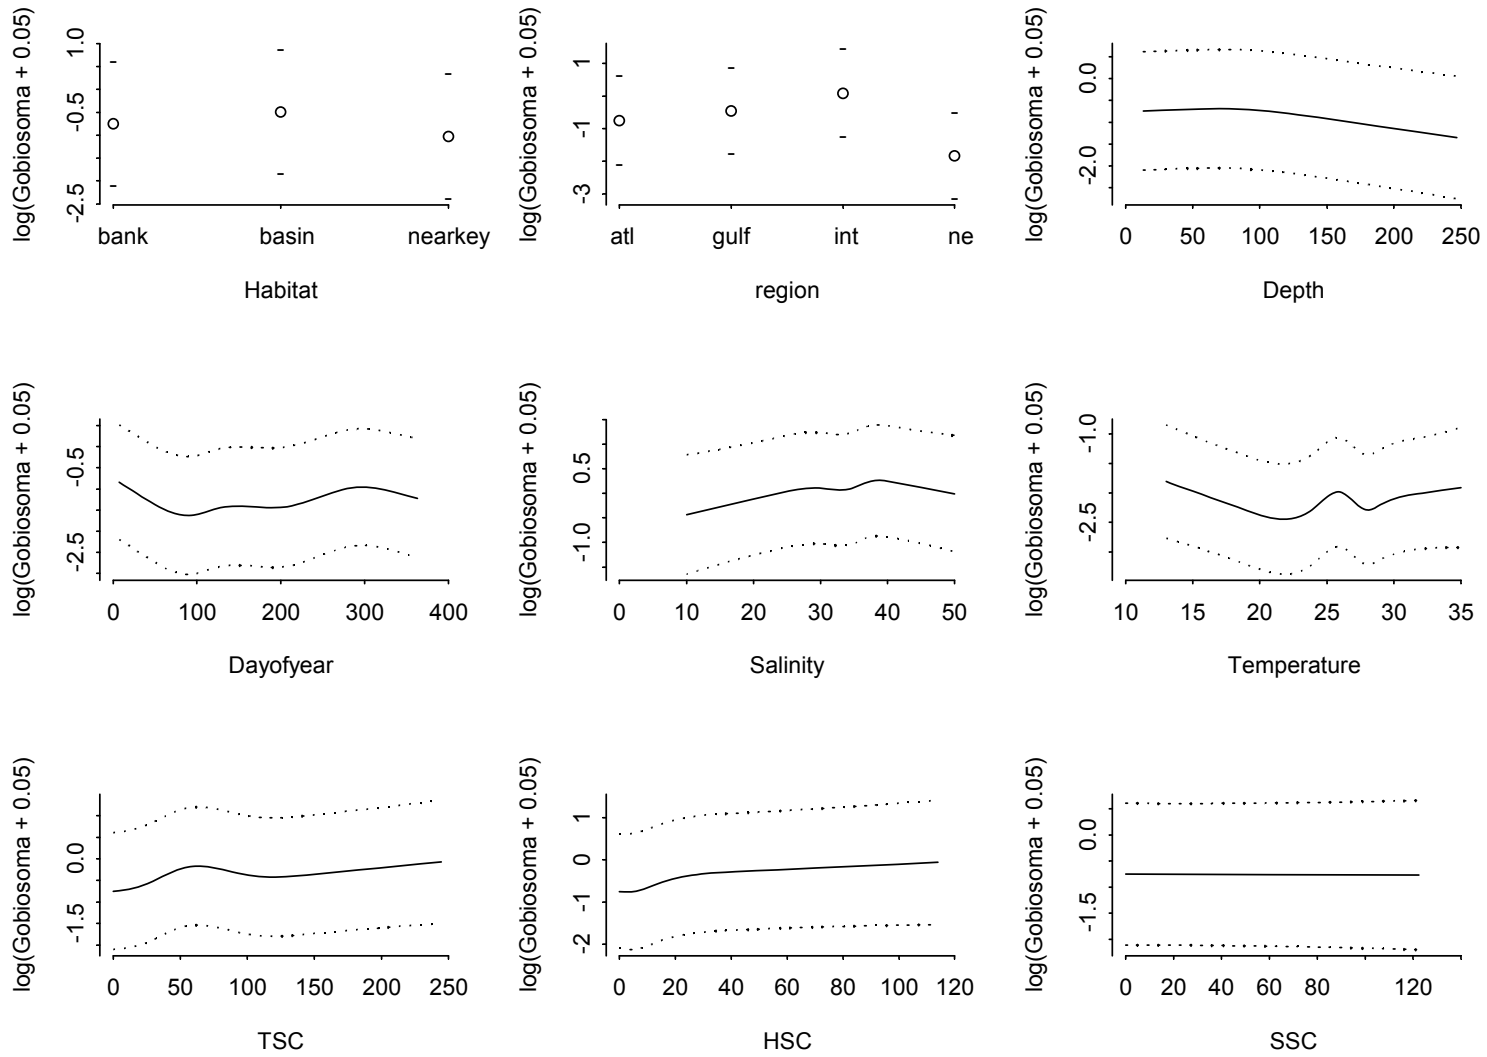 log(Gobiosoma + 0.05)
1.0
-0.5
-2.5
bank basin nearkey
Habitat
log(Gobiosoma + 0.05)
1
-1
-3
atl gulf int ne
region
log(Gobiosoma + 0.05)
0.0
-2.0
0 50 100 150 200 250
Depth
log(Gobiosoma + 0.05)
-0.5
-2.5
0 100 200 300 400
Dayofyear
log(Gobiosoma + 0.05)
0.5
-1.0
0 10 20 30 40 50
Salinity
log(Gobiosoma + 0.05)
-1.0
-2.5
10 15 20 25 30 35
Temperature
log(Gobiosoma + 0.05)
0.0
-1.5
0 50 100 150 200 250
TSC
log(Gobiosoma + 0.05)
1
0
-1
-2
0 20 40 60 80 100 120
HSC
log(Gobiosoma + 0.05)
0.0
-1.5
0 20 40 60 80 120
SSC